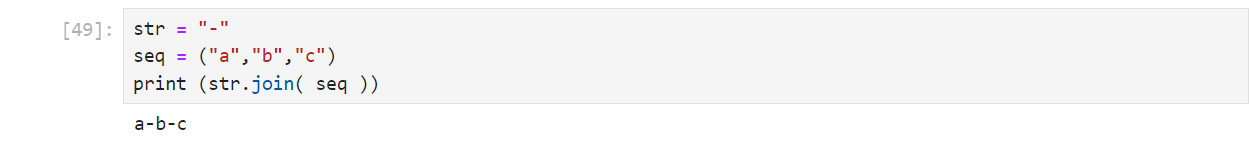 [49]: str = "-"
seq = ("a","b","c")
print (str.join( seq ))
a-b-c